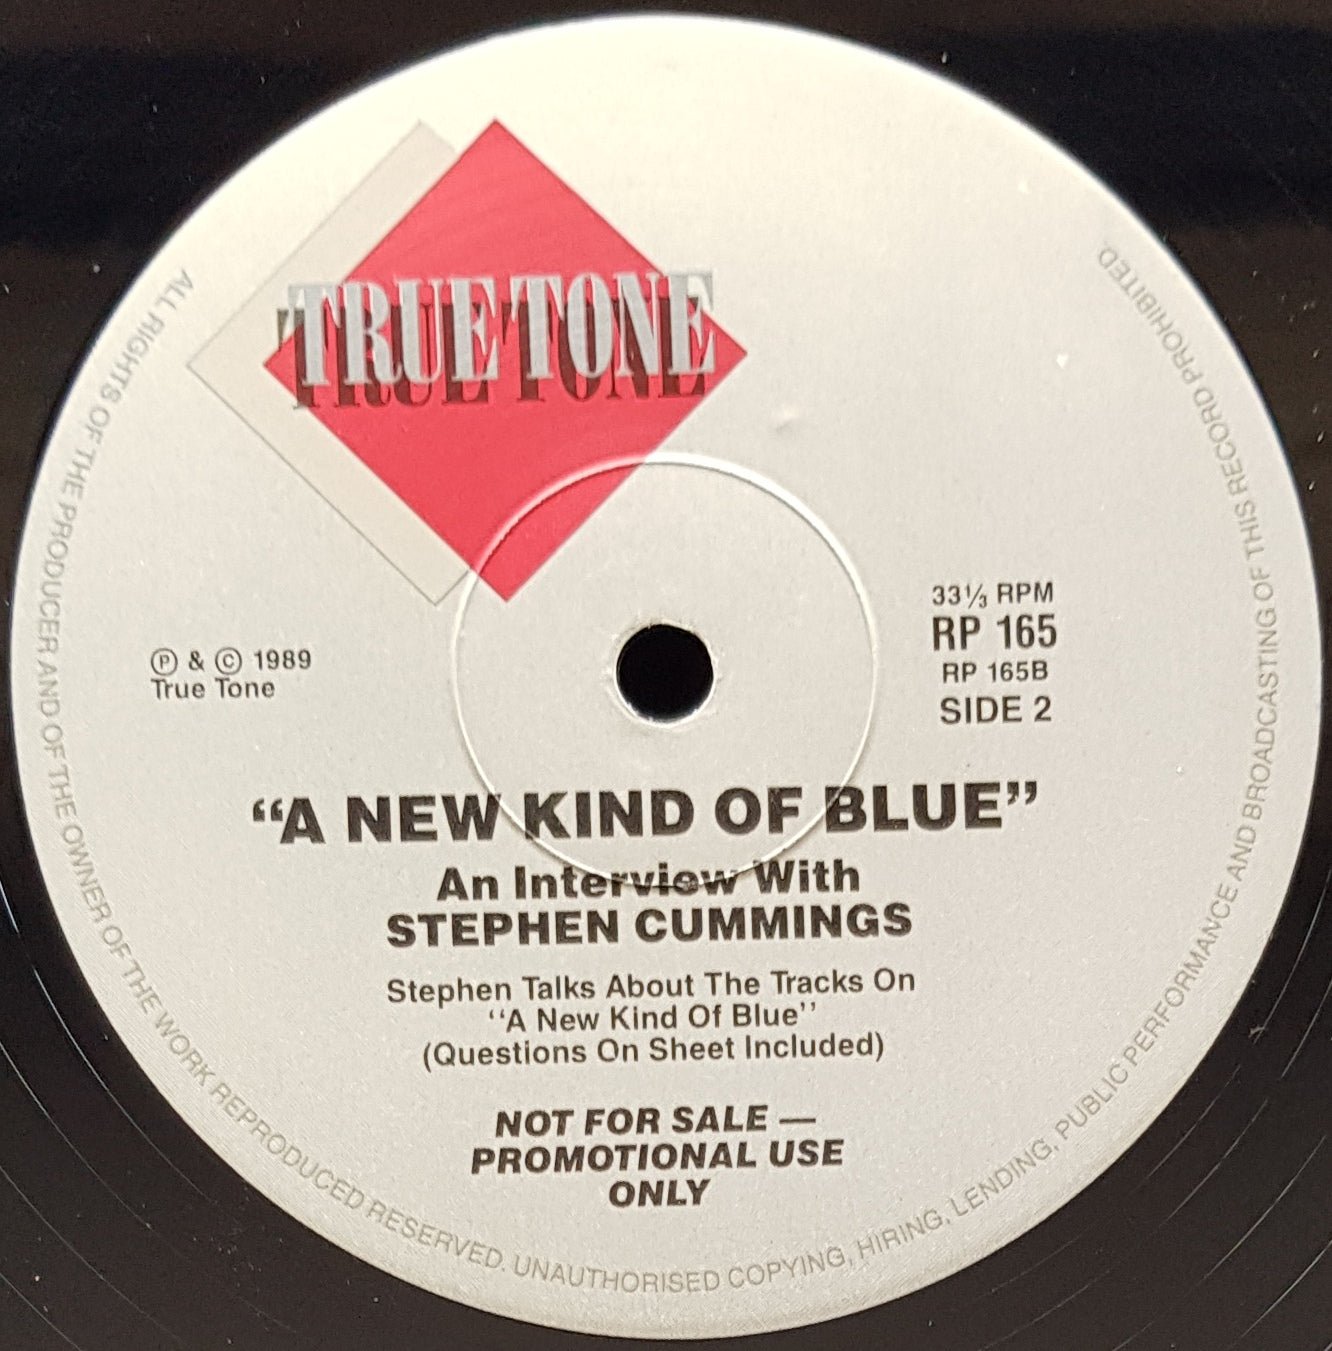 TRUE TONE
℗ & © 1989
True Tone
33⅓ RPM
RP 165
RP 165B
SIDE 2
“A NEW KIND OF BLUE”
An Interview With
STEPHEN CUMMINGS
Stephen Talks About The Tracks On
‘‘A New Kind Of Blue’’
(Questions On Sheet Included)
NOT FOR SALE —
PROMOTIONAL USE
ONLY
ALL RIGHTS OF THE PRODUCER AND OF THE OWNER OF THE WORK REPRODUCED RESERVED. UNAUTHORISED COPYING, HIRING, LENDING, PUBLIC PERFORMANCE AND BROADCASTING OF THIS RECORD PROHIBITED.